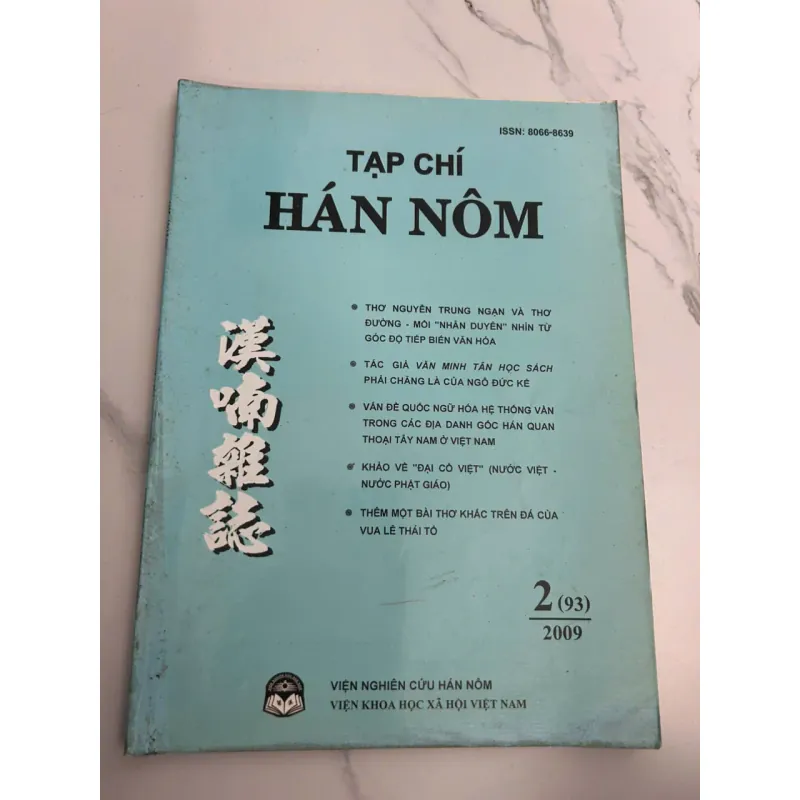 ISSN: 8066-8639
TẠP CHÍ
HÁN NÔM
漢
喃
雜
誌
THƠ NGUYỄN TRUNG NGẠN VÀ THƠ
ĐƯỜNG - MỐI "NHÂN DUYÊN" NHÌN TỪ
GÓC ĐỘ TIẾP BIẾN VĂN HÓA
TÁC GIẢ VĂN MINH TÂN HỌC SÁCH
PHẢI CHĂNG LÀ CỦA NGÔ ĐỨC KẾ
VẤN ĐỀ QUỐC NGỮ HÓA HỆ THỐNG VẦN
TRONG CÁC ĐỊA DANH GỐC HÁN QUAN
THOẠI TÂY NAM Ở VIỆT NAM
KHẢO VỀ "ĐẠI CỒ VIỆT" (NƯỚC VIỆT -
NƯỚC PHẬT GIÁO)
THÊM MỘT BÀI THƠ KHẮC TRÊN ĐÁ CỦA
VUA LÊ THÁI TỔ
2 (93)
2009
VIỆN NGHIÊN CỨU HÁN NÔM
VIỆN KHOA HỌC XÃ HỘI VIỆT NAM